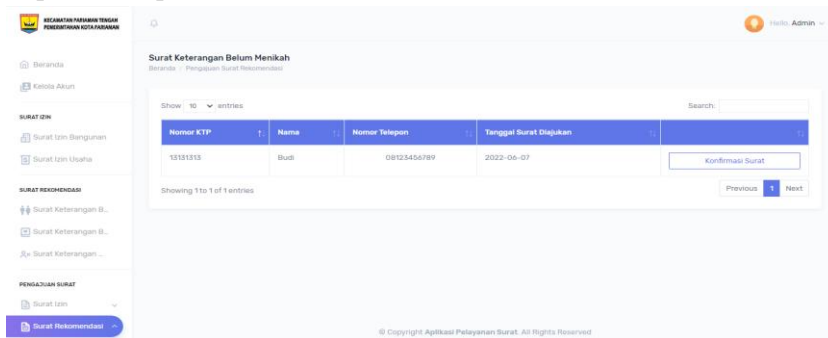 KECAMATAN PARIAMAN TENGAH
PEMERINTAHAN KOTA PARIAMAN
Hello, Admin
Beranda
Kelola Akun
SURAT IZIN
Surat Izin Bangunan
Surat Izin Usaha
SURAT REKOMENDASI
Surat Keterangan B...
Surat Keterangan B...
Surat Keterangan ...
PENGAJUAN SURAT
Surat Izin
Surat Rekomendasi
Surat Keterangan Belum Menikah
Beranda / Pengajuan Surat Rekomendasi
Show 10 entries
Search:
Nomor KTP Nama Nomor Telepon Tanggal Surat Diajukan
13131313 Budi 08123456789 2022-06-07 Konfirmasi Surat
Showing 1 to 1 of 1 entries
Previous 1 Next
© Copyright Aplikasi Pelayanan Surat. All Rights Reserved